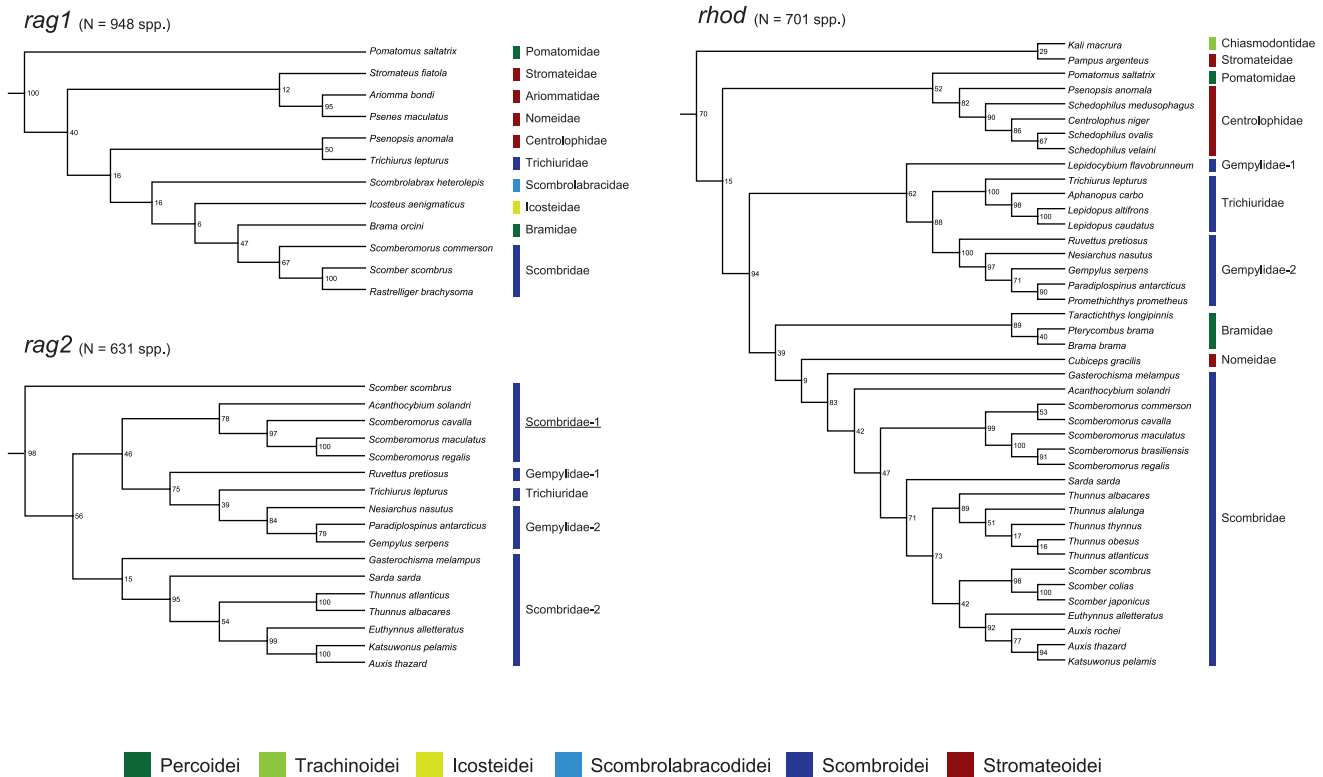 rag1 (N = 948 spp.)
Pomatomus saltatrix
Pomatomidae
Stromateus fiatola
Stromateidae
12
Ariomma bondi
Ariommatidae
100
95
Psenes maculatus
Nomeidae
40
Psenopsis anomala
Centrolophidae
50
Trichiurus lepturus
Trichiuridae
16
Scombrolabrax heterolepis
Scombrolabracidae
16
Icosteus aenigmaticus
Icosteidae
6
Brama orcini
Bramidae
47
Scomberomorus commerson
67
Scomber scombrus
Scombridae
100
Rastrelliger brachysoma
rag2 (N = 631 spp.)
Scomber scombrus
Acanthocybium solandri
78
Scomberomorus cavalla
Scombridae-1
97
Scomberomorus maculatus
100
98
46
Scomberomorus regalis
Ruvettus pretiosus
Gempylidae-1
75
Trichiurus lepturus
Trichiuridae
39
Nesiarchus nasutus
56
84
Paradiplospinus antarcticus
Gempylidae-2
79
Gempylus serpens
Gasterochisma melampus
15
Sarda sarda
95
Thunnus atlanticus
100
Thunnus albacares
Scombridae-2
54
Euthynnus alletteratus
99
Katsuwonus pelamis
100
Auxis thazard
rhod (N = 701 spp.)
Kali macrura
Chiasmodontidae
29
Pampus argenteus
Stromateidae
Pomatomus saltatrix
Pomatomidae
52
Psenopsis anomala
82
Schedophilus medusophagus
70
90
Centrolophus niger
Centrolophidae
86
Schedophilus ovalis
67
Schedophilus velaini
Lepidocybium flavobrunneum
Gempylidae-1
15
62
Trichiurus lepturus
100
Aphanopus carbo
Trichiuridae
98
Lepidopus altifrons
100
88
Lepidopus caudatus
Ruvettus pretiosus
100
Nesiarchus nasutus
97
Gempylus serpens
Gempylidae-2
94
71
Paradiplospinus antarcticus
90
Promethichthys prometheus
Taractichthys longipinnis
89
Pterycombus brama
Bramidae
40
Brama brama
39
Cubiceps gracilis
Nomeidae
9
Gasterochisma melampus
83
Acanthocybium solandri
Scomberomorus commerson
53
42
99
Scomberomorus cavalla
Scomberomorus maculatus
100
Scomberomorus brasiliensis
91
47
Scomberomorus regalis
Sarda sarda
Thunnus albacares
89
71
Thunnus alalunga
Scombridae
51
Thunnus thynnus
17
Thunnus obesus
16
73
Thunnus atlanticus
Scomber scombrus
98
Scomber colias
100
42
Scomber japonicus
Euthynnus alletteratus
92
Auxis rochei
77
Auxis thazard
94
Katsuwonus pelamis
Percoidei
Trachinoidei
Icosteidei
Scombrolabracodidei
Scombroidei
Stromateoidei